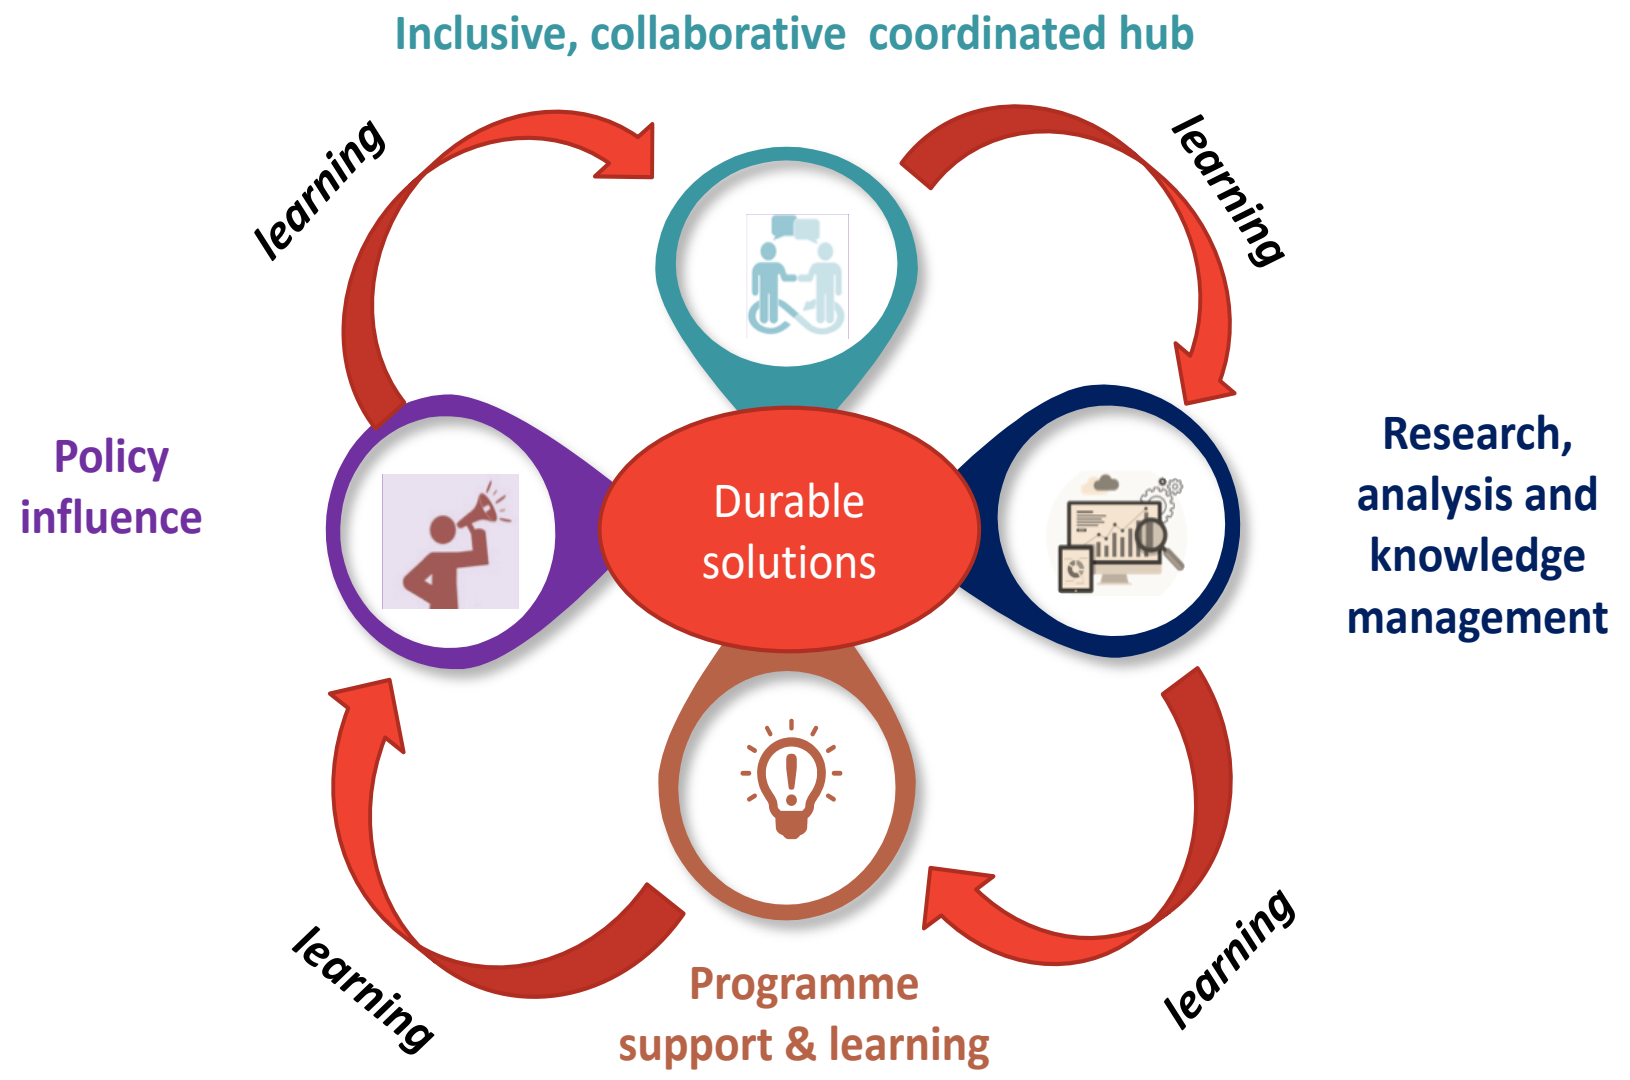 Inclusive, collaborative  coordinated hub
learning
learning
Policy
influence
Durable
solutions
Research,
analysis and
knowledge
management
learning
learning
Programme
support & learning